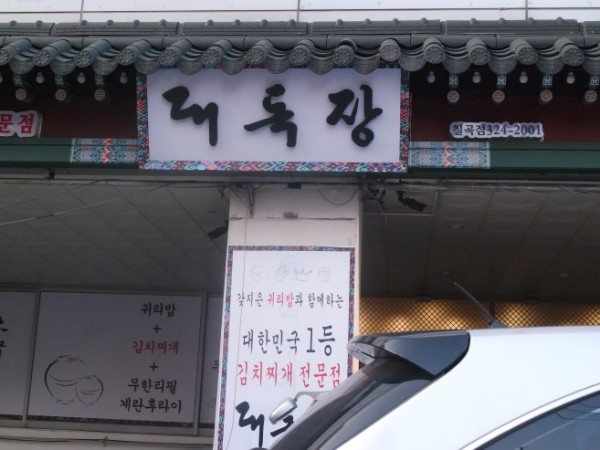 대독장
문점
칠곡점324-2001
갖지은 귀리밥과 함께하는
대한민국 1등
김치찌개 전문점
귀리밥
+
김치찌개
+
무한리필
계란후라이